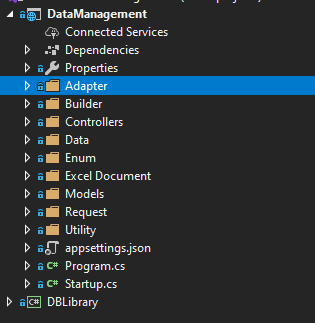 DataManagement
Connected Services
Dependencies
Properties
Adapter
Builder
Controllers
Data
Enum
Excel Document
Models
Request
Utility
appsettings.json
C# Program.cs
C# Startup.cs
C# DBLibrary